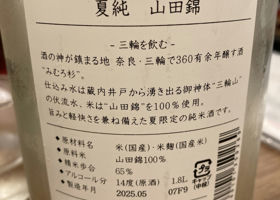 夏純 山田錦
- 三輪を飲む -
酒の神が鎮まる地 奈良・三輪で360有余年醸す酒
"みむろ杉"
仕込み水は蔵内井戸から湧き出る御神体"三輪山"
の伏流水、米は"山田錦"を100%使用。
旨みと軽快さを兼ね備えた夏限定の純米酒です。
●原材料名 米(国産)・米麹(国産米)
●原料米 山田錦100%
●精米歩合 65%
●アルコール分 14度(原酒) 1.8L
●製造年月 2025.05 07F9
キャップ
(中栓)